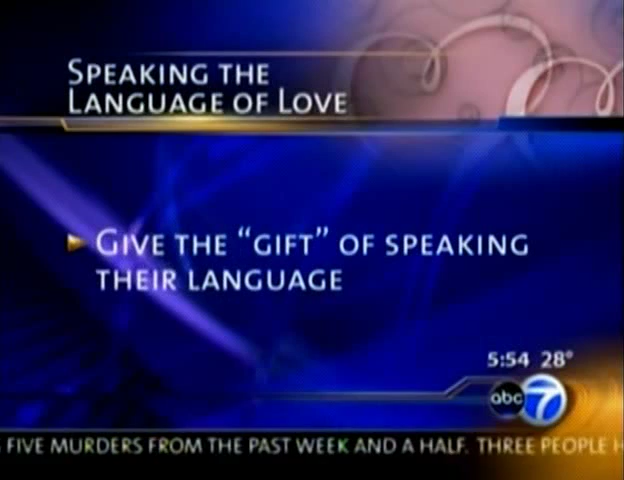 SPEAKING THE
LANGUAGE OF LOVE
GIVE THE “GIFT” OF SPEAKING
THEIR LANGUAGE
5:54 28°
abc 7
FIVE MURDERS FROM THE PAST WEEK AND A HALF. THREE PEOPLE